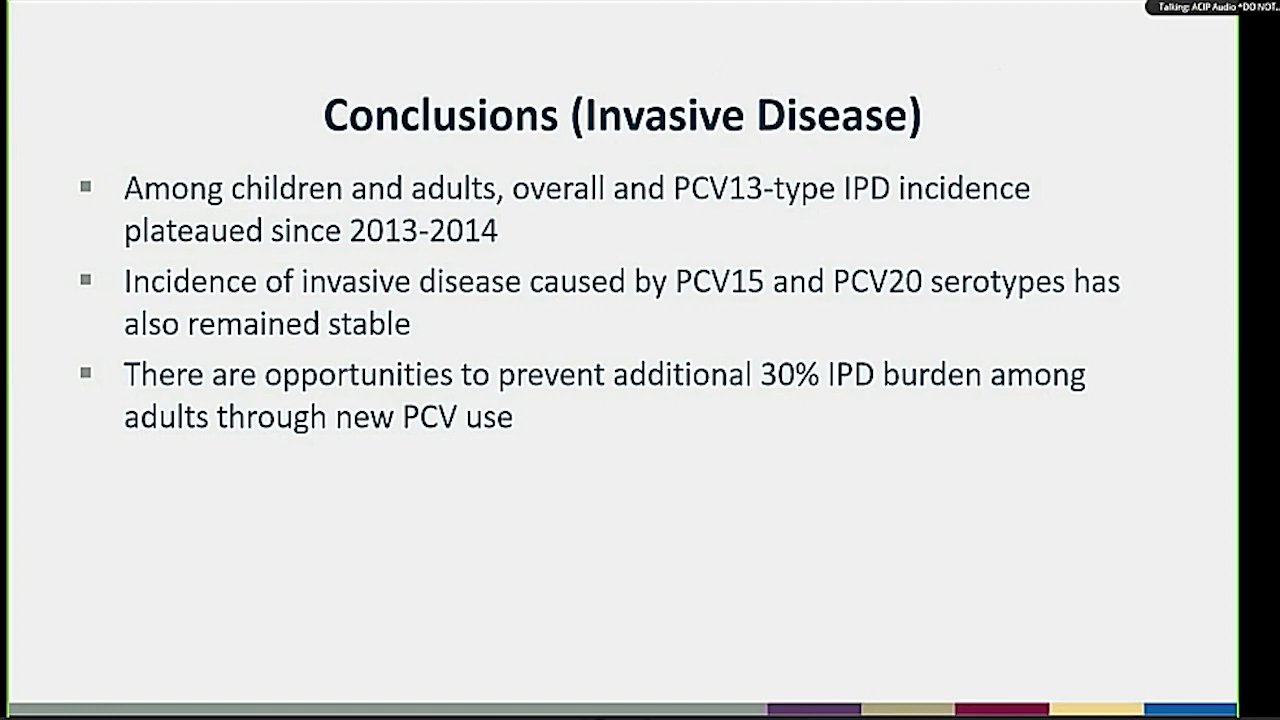 Talking: ACIP Audio *DO NOT...
Conclusions (Invasive Disease)
▪ Among children and adults, overall and PCV13-type IPD incidence
plateaued since 2013-2014
▪ Incidence of invasive disease caused by PCV15 and PCV20 serotypes has
also remained stable
▪ There are opportunities to prevent additional 30% IPD burden among
adults through new PCV use